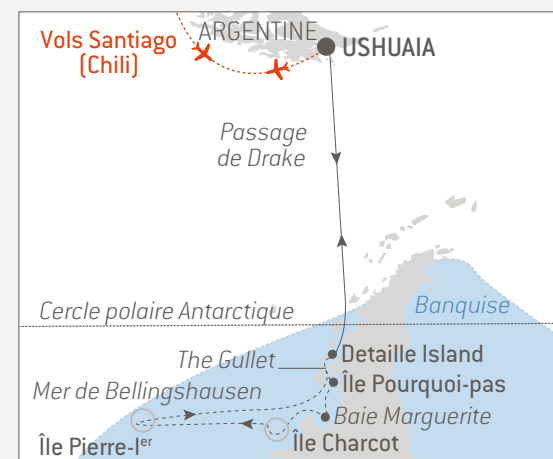 ARGENTINE
Vols Santiago
(Chili)
USHUAIA
Passage
de Drake
Cercle polaire Antarctique
Banquise
The Gullet
Detaille Island
Mer de Bellingshausen
Île Pourquoi-pas
Baie Marguerite
Île Pierre-Iᵉʳ
Île Charcot